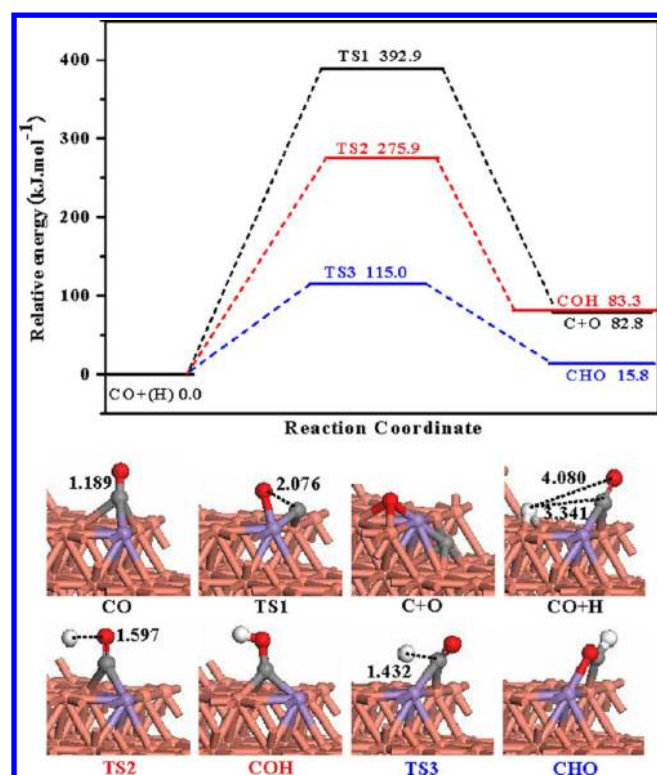 400
300
200
100
0
Relative energy (kJ.mol⁻¹)
TS1 392.9
TS2 275.9
TS3 115.0
COH 83.3
C+O 82.8
CHO 15.8
CO+(H) 0.0
Reaction Coordinate
1.189
2.076
4.080
3.341
CO
TS1
C+O
CO+H
1.597
1.432
TS2
COH
TS3
CHO